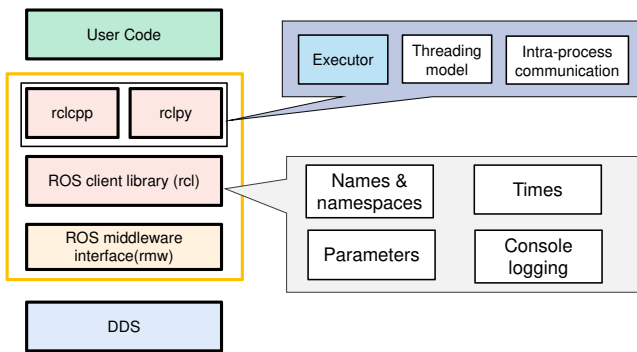 User Code
rclcpp
rclpy
ROS client library (rcl)
ROS middleware
interface(rmw)
DDS
Executor
Threading
model
Intra-process
communication
Names &
namespaces
Times
Parameters
Console
logging